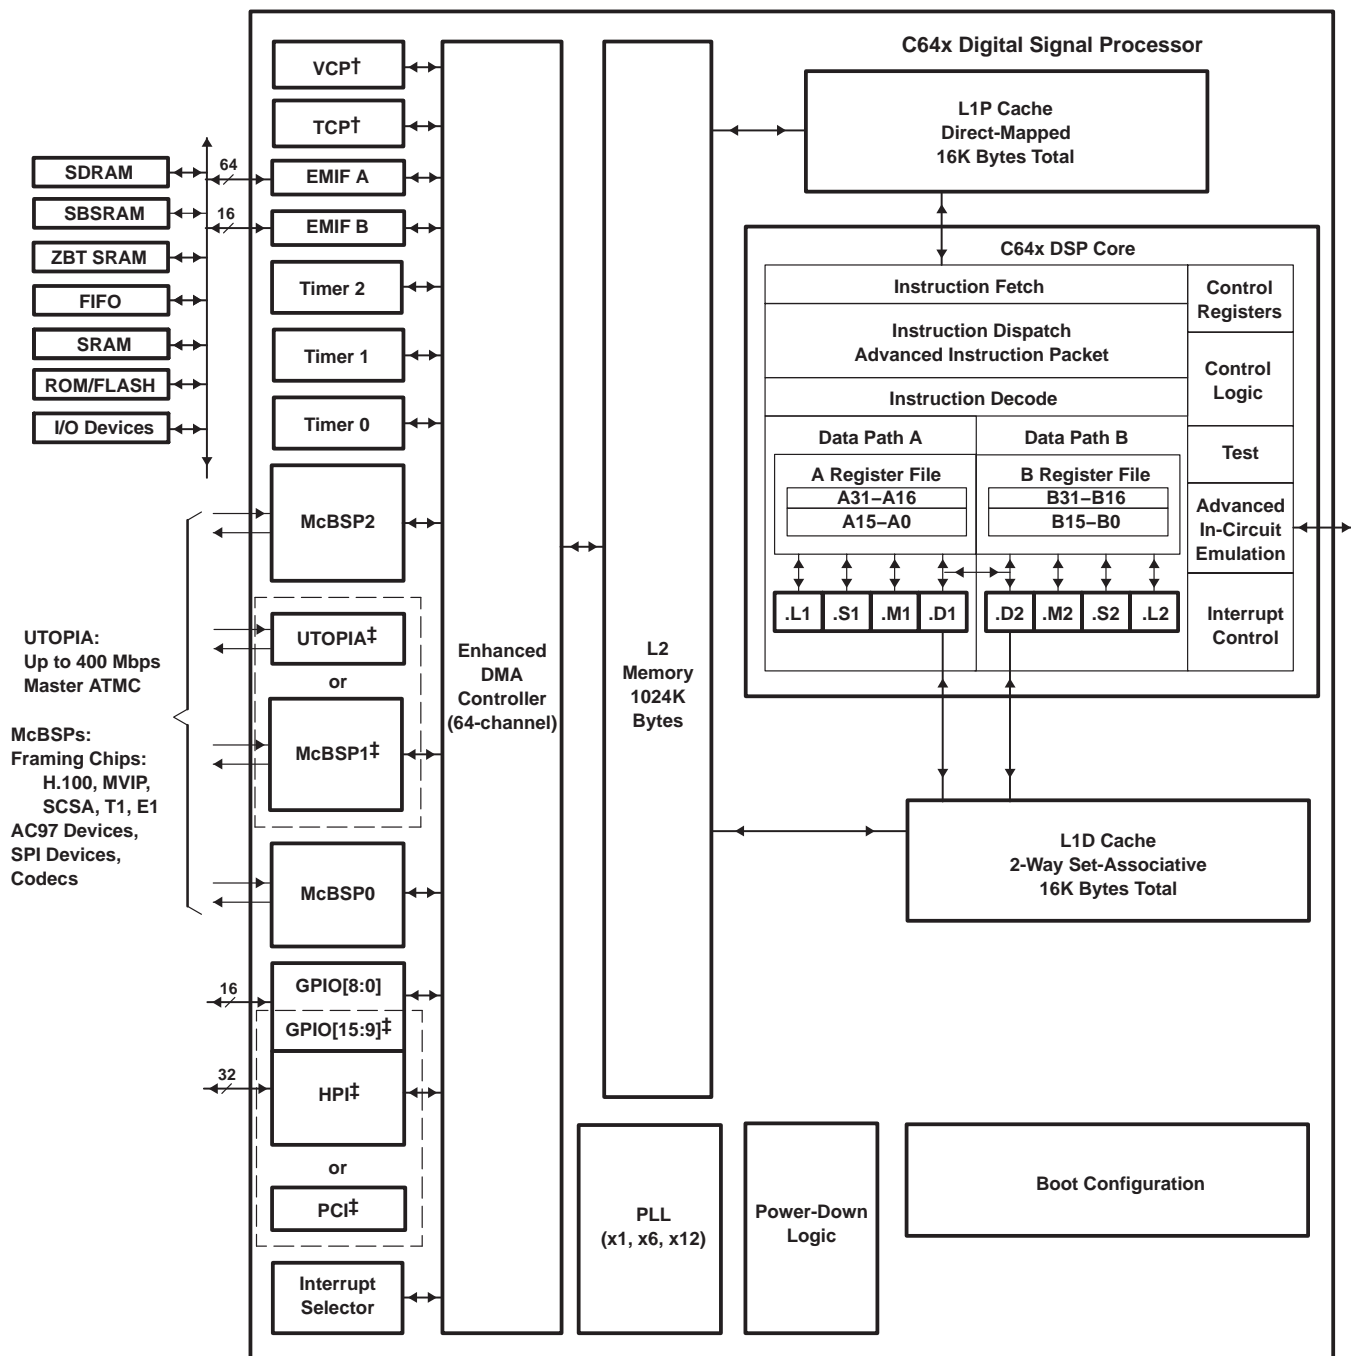 C64x Digital Signal Processor
VCP†
TCP†
EMIF A
EMIF B
Timer 2
Timer 1
Timer 0
McBSP2
UTOPIA‡
or
McBSP1‡
McBSP0
GPIO[8:0]
GPIO[15:9]‡
HPI‡
or
PCI‡
Interrupt
Selector
64
16
16
32
SDRAM
SBSRAM
ZBT SRAM
FIFO
SRAM
ROM/FLASH
I/O Devices
UTOPIA:
Up to 400 Mbps
Master ATMC
McBSPs:
Framing Chips:
H.100, MVIP,
SCSA, T1, E1
AC97 Devices,
SPI Devices,
Codecs
Enhanced
DMA
Controller
(64-channel)
L2
Memory
1024K
Bytes
L1P Cache
Direct-Mapped
16K Bytes Total
C64x DSP Core
Instruction Fetch
Instruction Dispatch
Advanced Instruction Packet
Instruction Decode
Data Path A
Data Path B
A Register File
A31–A16
A15–A0
B Register File
B31–B16
B15–B0
.L1
.S1
.M1
.D1
.D2
.M2
.S2
.L2
Control
Registers
Control
Logic
Test
Advanced
In-Circuit
Emulation
Interrupt
Control
L1D Cache
2-Way Set-Associative
16K Bytes Total
PLL
(x1, x6, x12)
Power-Down
Logic
Boot Configuration